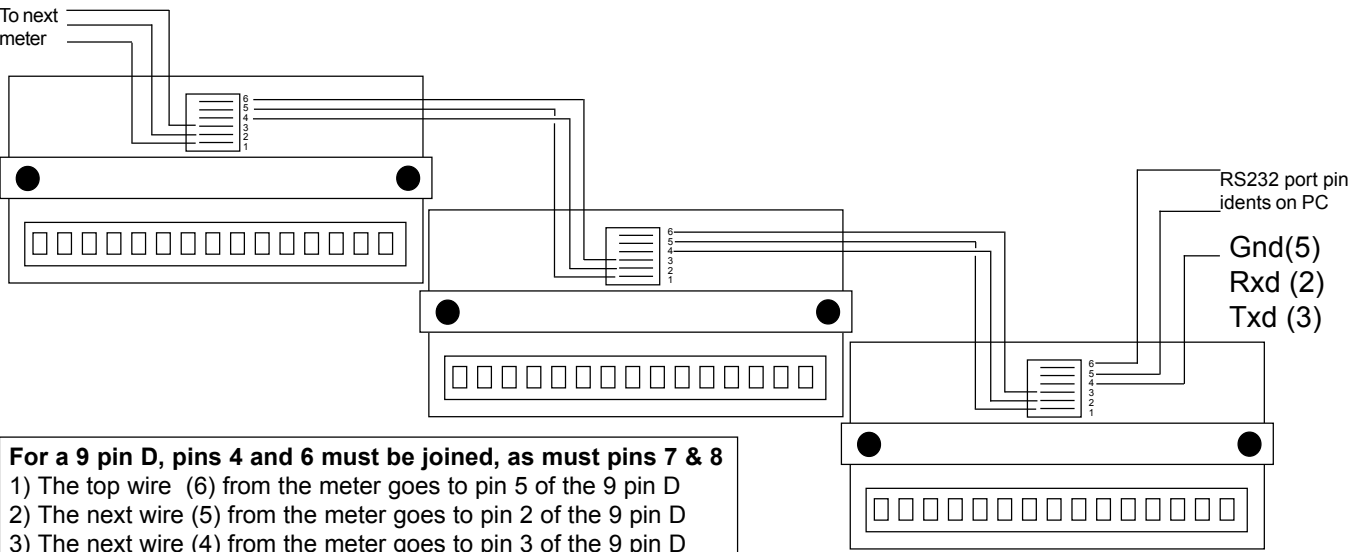 To next
meter
6
5
4
3
2
1
6
5
4
3
2
1
RS232 port pin
idents on PC
Gnd(5)
Rxd (2)
Txd (3)
6
5
4
3
2
1
For a 9 pin D, pins 4 and 6 must be joined, as must pins 7 & 8
1) The top wire (6) from the meter goes to pin 5 of the 9 pin D
2) The next wire (5) from the meter goes to pin 2 of the 9 pin D
3) The next wire (4) from the meter goes to pin 3 of the 9 pin D